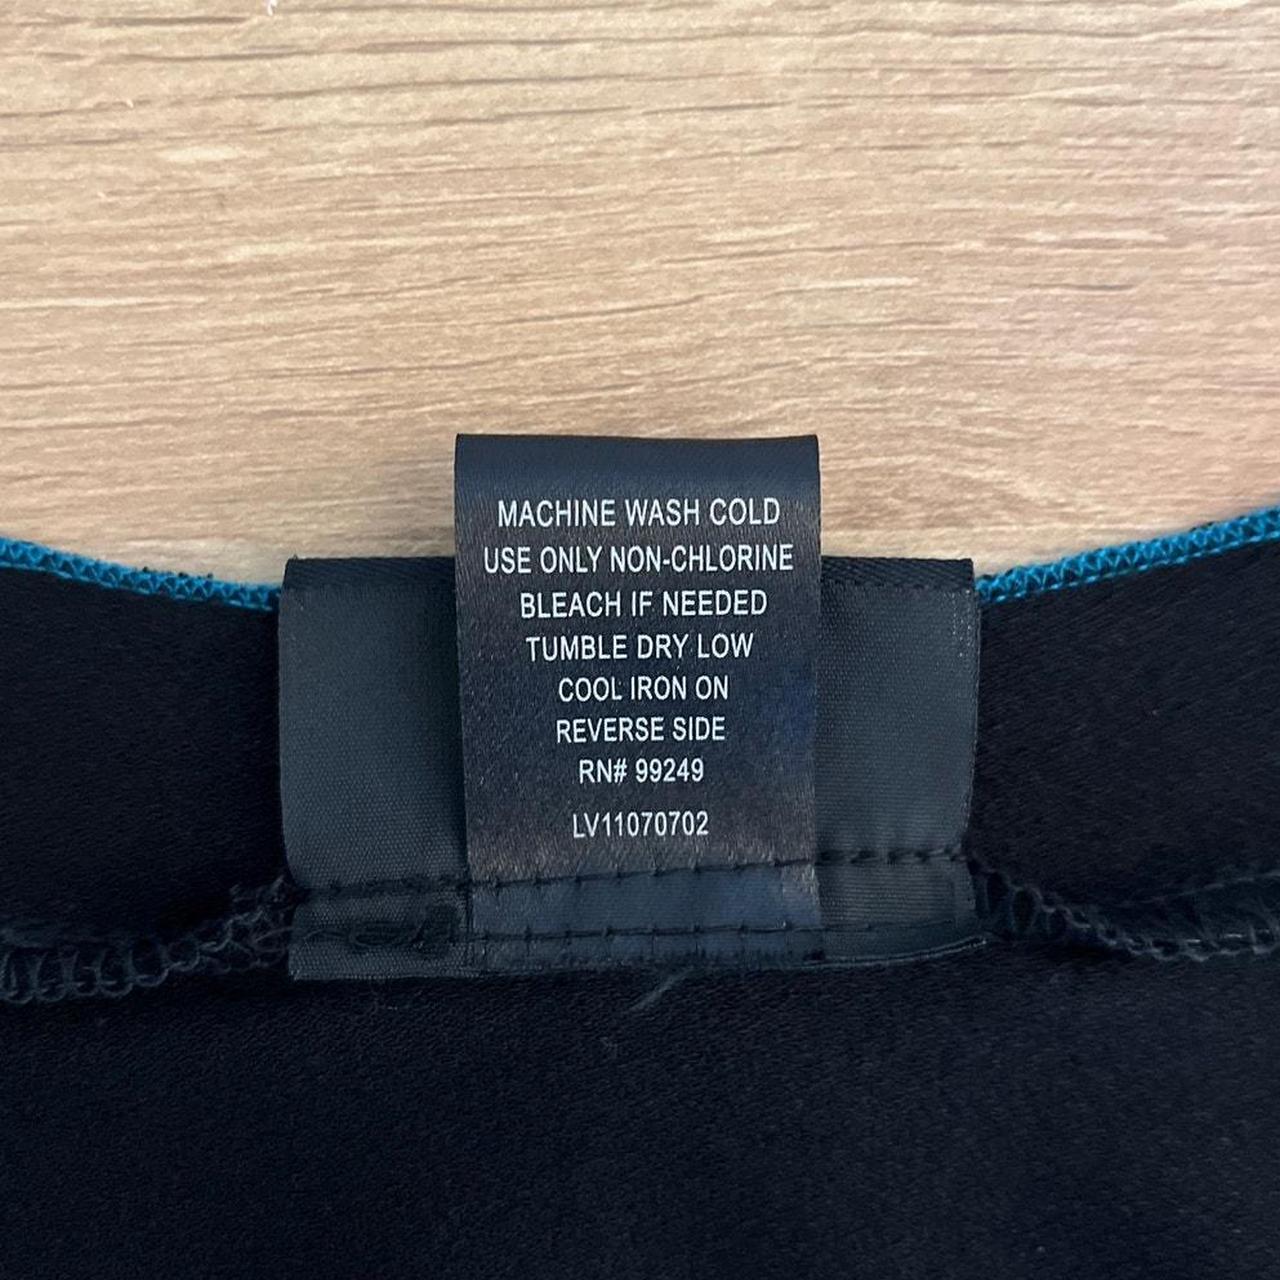 MACHINE WASH COLD
USE ONLY NON-CHLORINE
BLEACH IF NEEDED
TUMBLE DRY LOW
COOL IRON ON
REVERSE SIDE
RN# 99249
LV11070702